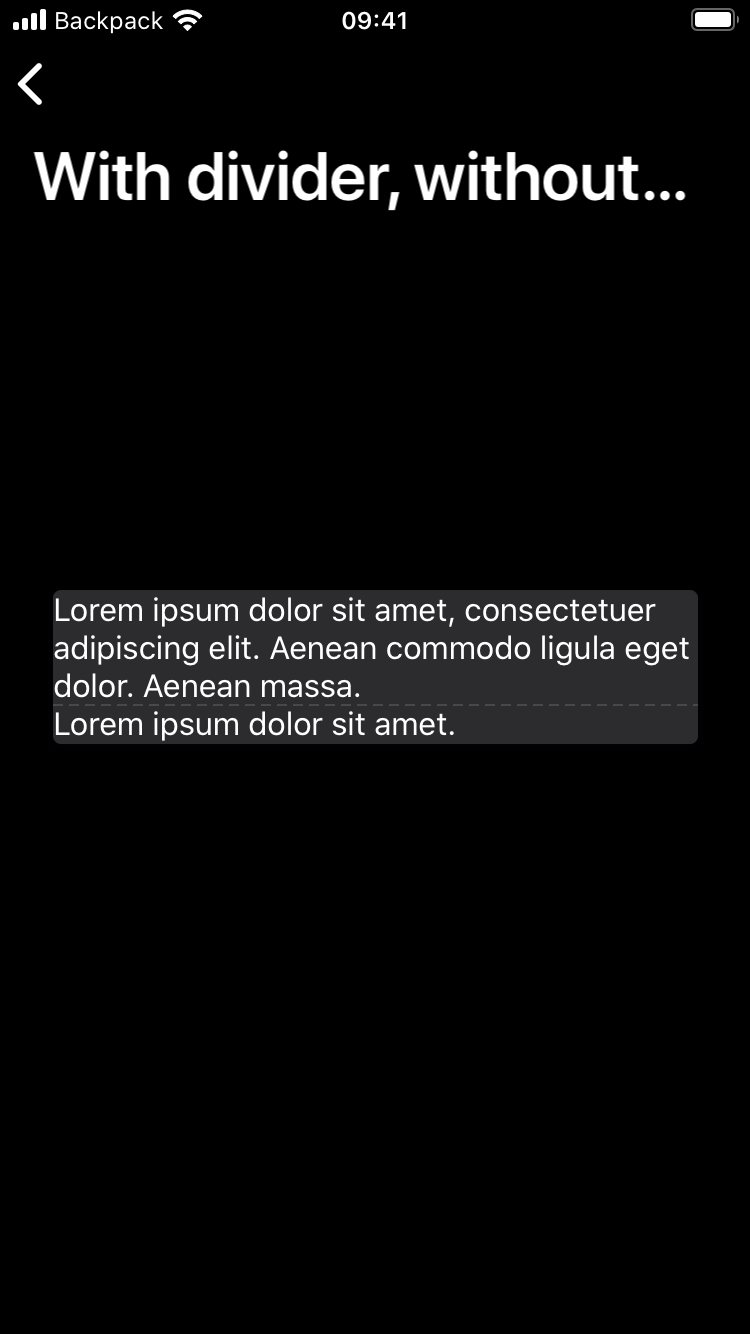 Backpack 09:41
With divider, without...
Lorem ipsum dolor sit amet, consectetuer
adipiscing elit. Aenean commodo ligula eget
dolor. Aenean massa.
Lorem ipsum dolor sit amet.